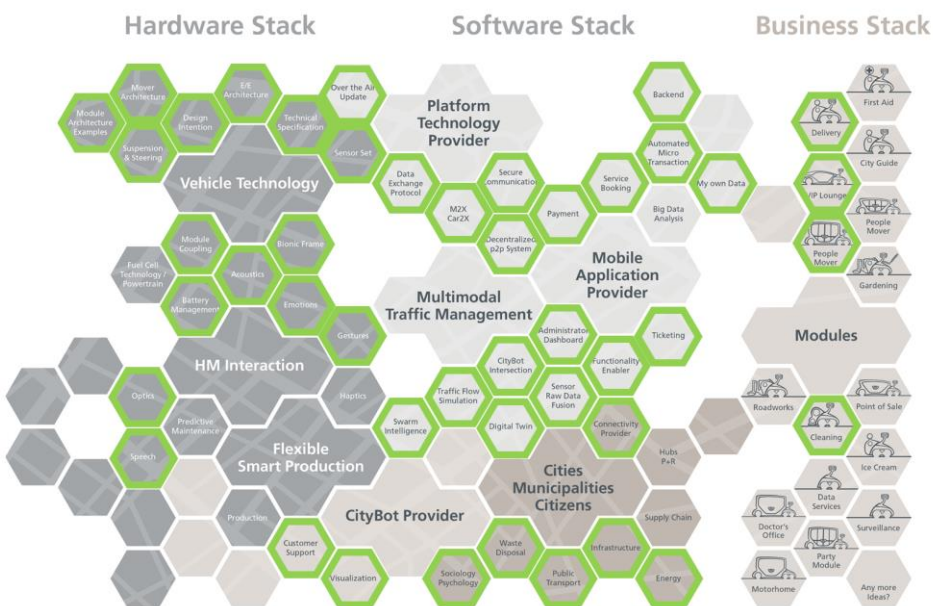 Hardware Stack
Software Stack
Business Stack
Module
Architecture
Examples
Mover
Architecture
Suspension
& Steering
Design
Intention
E/E
Architecture
Technical
Specification
Over the Air
Update
Sensor Set
Vehicle Technology
Fuel Cell
Technology /
Powertrain
Module
Coupling
Battery
Management
Acoustics
Bionic Frame
Emotions
Gestures
HM Interaction
Optics
Speech
Predictive
Maintenance
Haptics
Flexible
Smart Production
Production
Platform
Technology
Provider
Data
Exchange
Protocol
M2X
Car2X
Secure
Communication
Decentralized
p2p System
Payment
Service
Booking
Backend
Automated
Micro
Transaction
Big Data
Analysis
My own Data
Mobile
Application
Provider
Multimodal
Traffic Management
Administrator
Dashboard
Ticketing
CityBot
Intersection
Functionality
Enabler
Traffic Flow
Simulation
Sensor
Raw Data
Fusion
Swarm
Intelligence
Digital Twin
Connectivity
Provider
Cities
Municipalities
Citizens
Hubs
P+R
Supply Chain
CityBot Provider
Customer
Support
Visualization
Sociology
Psychology
Waste
Disposal
Public
Transport
Infrastructure
Energy
First Aid
Delivery
City Guide
VIP Lounge
People
Mover
People
Mover
Gardening
Modules
Roadworks
Point of Sale
Cleaning
Ice Cream
Data
Services
Doctor's
Office
Surveillance
Party
Module
Motorhome
Any more
Ideas?